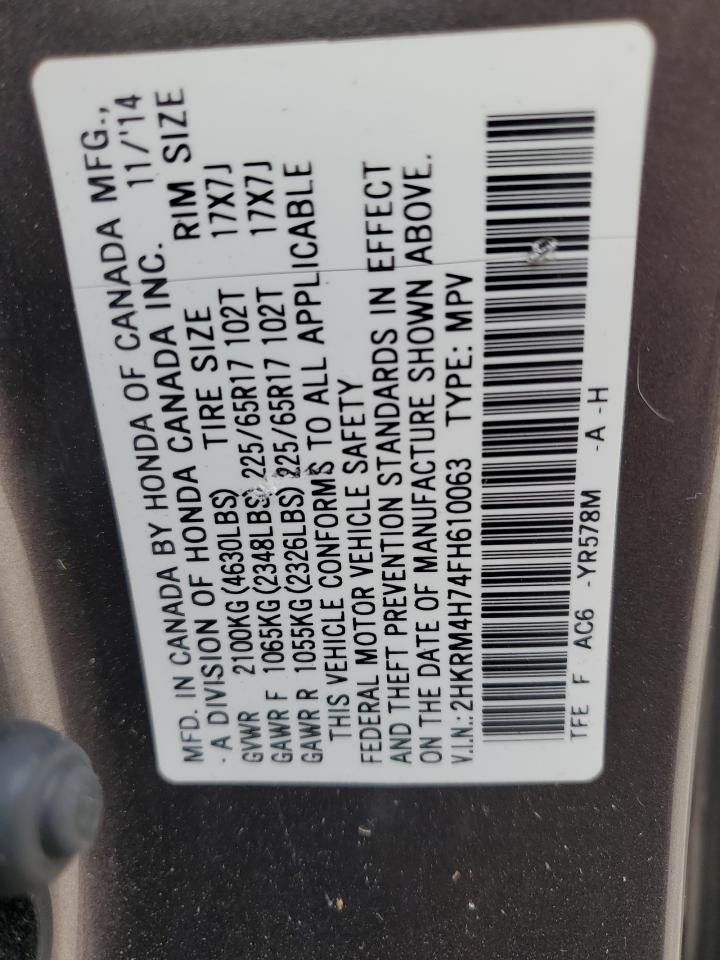 MFD. IN CANADA BY HONDA OF CANADA MFG.,
· A DIVISION OF HONDA CANADA INC. 11/'14
TIRE SIZE RIM SIZE
GVWR 2100KG (4630LBS)
GAWR F 1065KG (2348LBS) 225/65R17 102T 17X7J
GAWR R 1055KG (2326LBS) 225/65R17 102T 17X7J
THIS VEHICLE CONFORMS TO ALL APPLICABLE
FEDERAL MOTOR VEHICLE SAFETY
AND THEFT PREVENTION STANDARDS IN EFFECT
ON THE DATE OF MANUFACTURE SHOWN ABOVE.
V.I.N.: 2HKRM4H74FH610063 TYPE: MPV
TFE F AC6 -YR578M -A -H